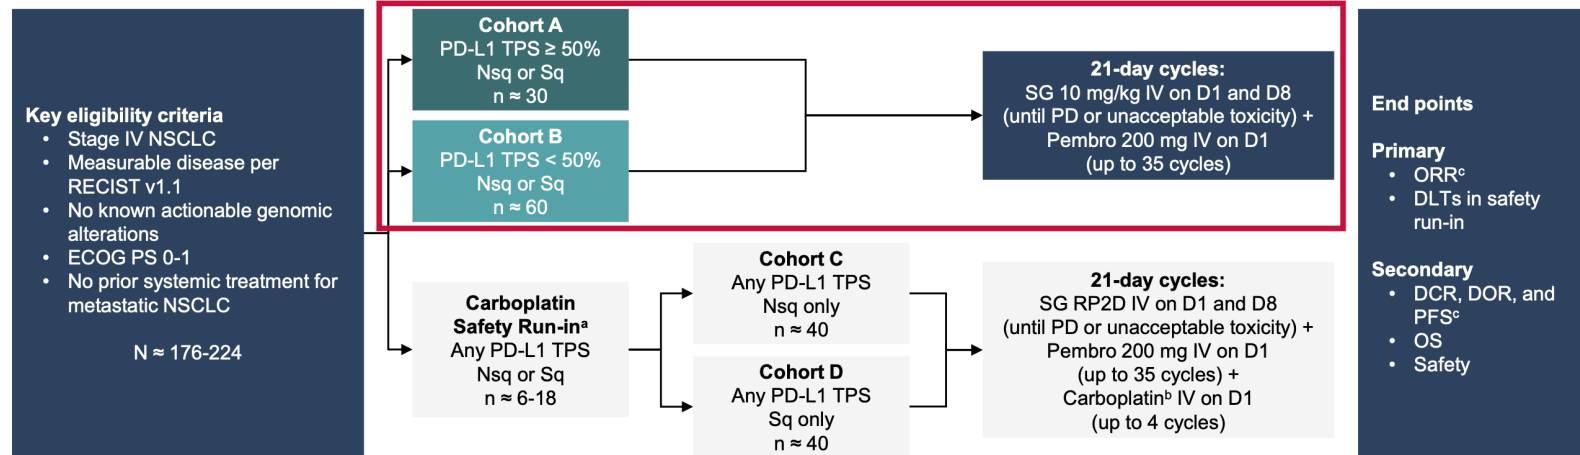 Key eligibility criteria
• Stage IV NSCLC
• Measurable disease per
RECIST v1.1
• No known actionable genomic
alterations
• ECOG PS 0-1
• No prior systemic treatment for
metastatic NSCLC
N ≈ 176-224
Cohort A
PD-L1 TPS ≥ 50%
Nsq or Sq
n ≈ 30
Cohort B
PD-L1 TPS < 50%
Nsq or Sq
n ≈ 60
21-day cycles:
SG 10 mg/kg IV on D1 and D8
(until PD or unacceptable toxicity) +
Pembro 200 mg IV on D1
(up to 35 cycles)
Carboplatin
Safety Run-inᵃ
Any PD-L1 TPS
Nsq or Sq
n ≈ 6-18
Cohort C
Any PD-L1 TPS
Nsq only
n ≈ 40
Cohort D
Any PD-L1 TPS
Sq only
n ≈ 40
21-day cycles:
SG RP2D IV on D1 and D8
(until PD or unacceptable toxicity) +
Pembro 200 mg IV on D1
(up to 35 cycles) +
Carboplatinᵇ IV on D1
(up to 4 cycles)
End points
Primary
• ORRᶜ
• DLTs in safety
run-in
Secondary
• DCR, DOR, and
PFSᶜ
• OS
• Safety